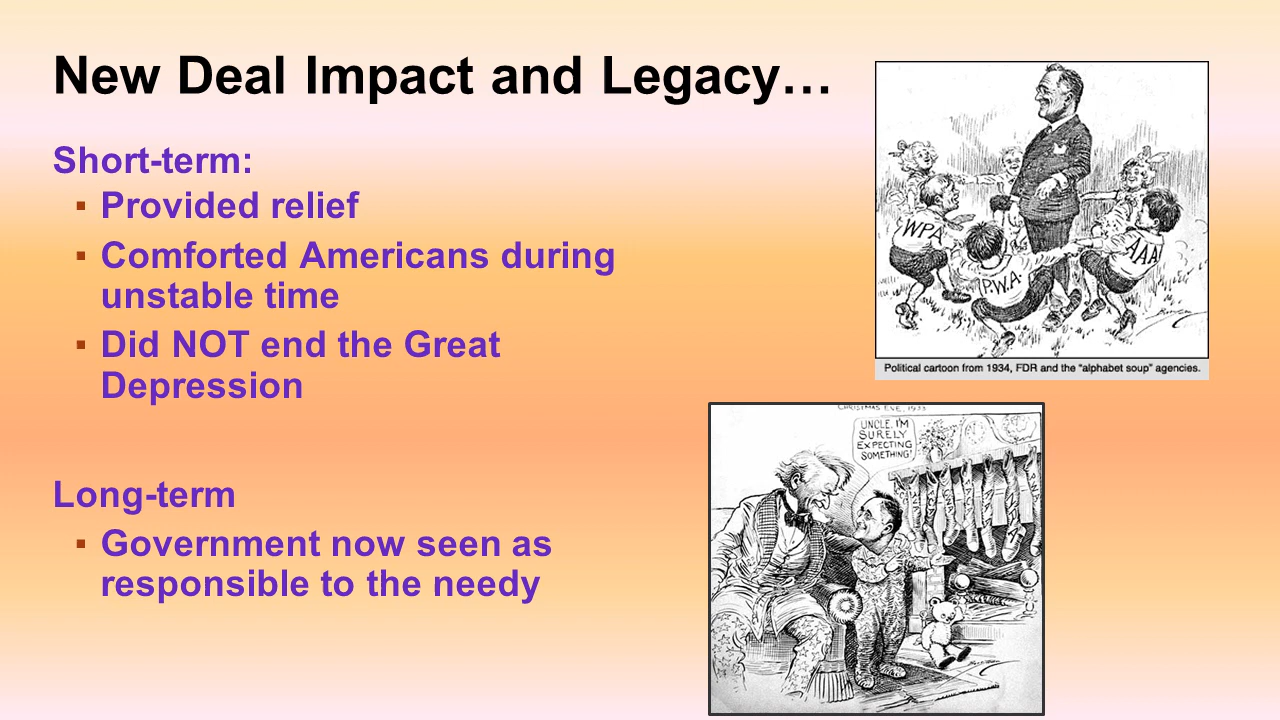 New Deal Impact and Legacy…
Short-term:
▪ Provided relief
▪ Comforted Americans during
unstable time
▪ Did NOT end the Great
Depression
Long-term
▪ Government now seen as
responsible to the needy
WPA
P.W.A.
AAA
Political cartoon from 1934, FDR and the "alphabet soup" agencies.
CHRISTMAS EVE, 1933
UNCLE, I'M
SURELY
EXPECTING
SOMETHING!